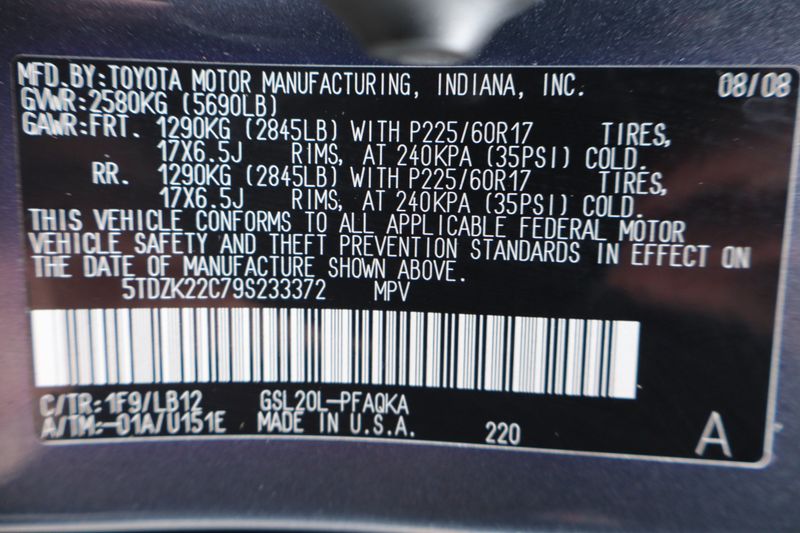 MFD.BY:TOYOTA MOTOR MANUFACTURING, INDIANA, INC. 08/08
GVWR:2580KG (5690LB)
GAWR:FRT. 1290KG (2845LB) WITH P225/60R17 TIRES,
17X6.5J RIMS, AT 240KPA (35PSI) COLD.
RR. 1290KG (2845LB) WITH P225/60R17 TIRES,
17X6.5J RIMS, AT 240KPA (35PSI) COLD.
THIS VEHICLE CONFORMS TO ALL APPLICABLE FEDERAL MOTOR
VEHICLE SAFETY AND THEFT PREVENTION STANDARDS IN EFFECT ON
THE DATE OF MANUFACTURE SHOWN ABOVE.
5TDZK22C79S233372 MPV
C/TR:1F9/LB12 GSL20L-PFAQKA
A/TM:-01A/U151E MADE IN U.S.A. 220 A